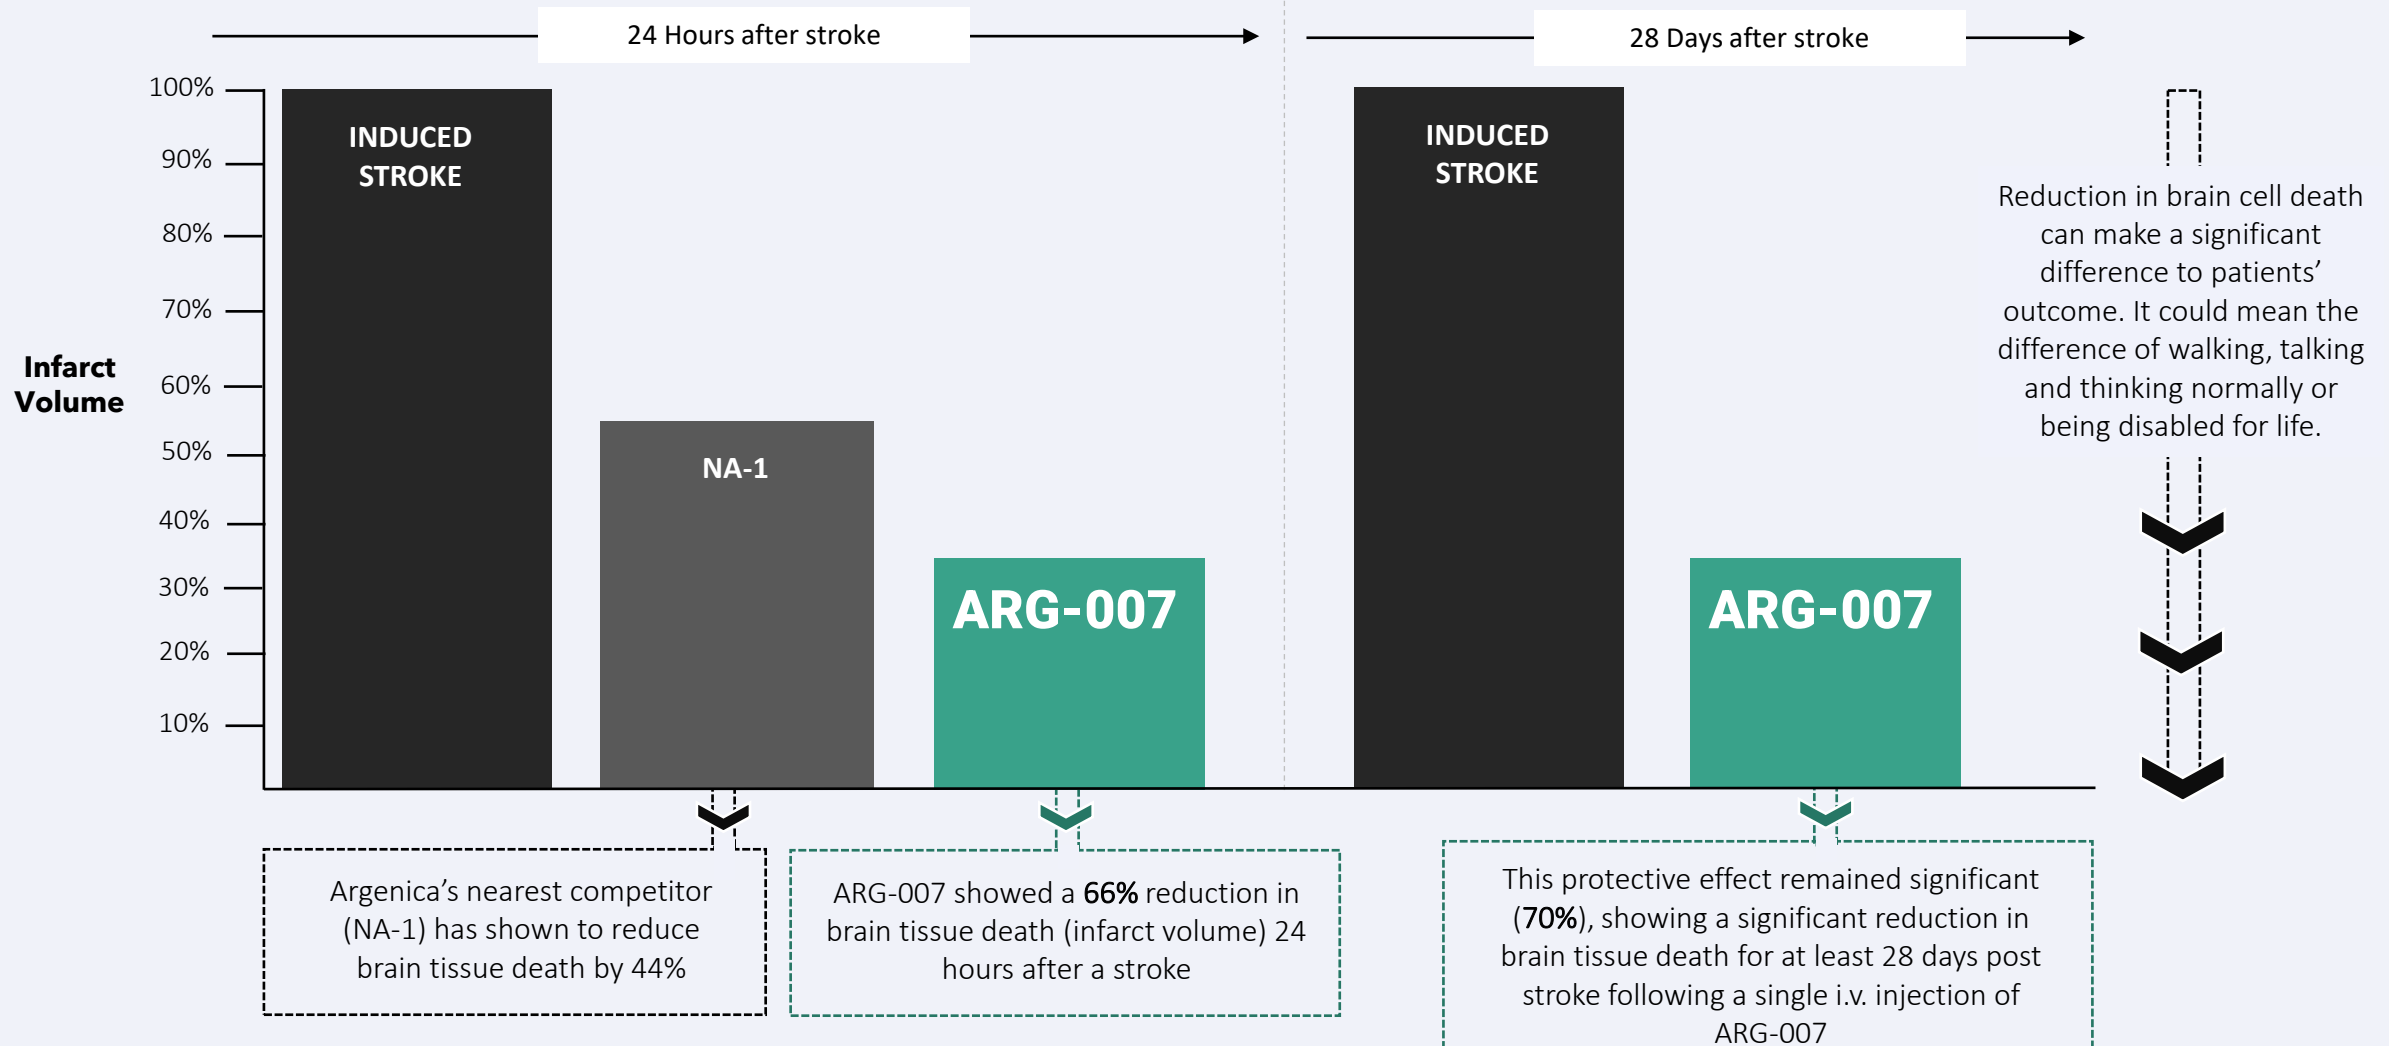 24 Hours after stroke
28 Days after stroke
Infarct
Volume
100%
90%
80%
70%
60%
50%
40%
30%
20%
10%
INDUCED
STROKE
NA-1
ARG-007
INDUCED
STROKE
ARG-007
Reduction in brain cell death
can make a significant
difference to patients’
outcome. It could mean the
difference of walking, talking
and thinking normally or
being disabled for life.
Argenica’s nearest competitor
(NA-1) has shown to reduce
brain tissue death by 44%
ARG-007 showed a 66% reduction in
brain tissue death (infarct volume) 24
hours after a stroke
This protective effect remained significant
(70%), showing a significant reduction in
brain tissue death for at least 28 days post
stroke following a single i.v. injection of
ARG-007